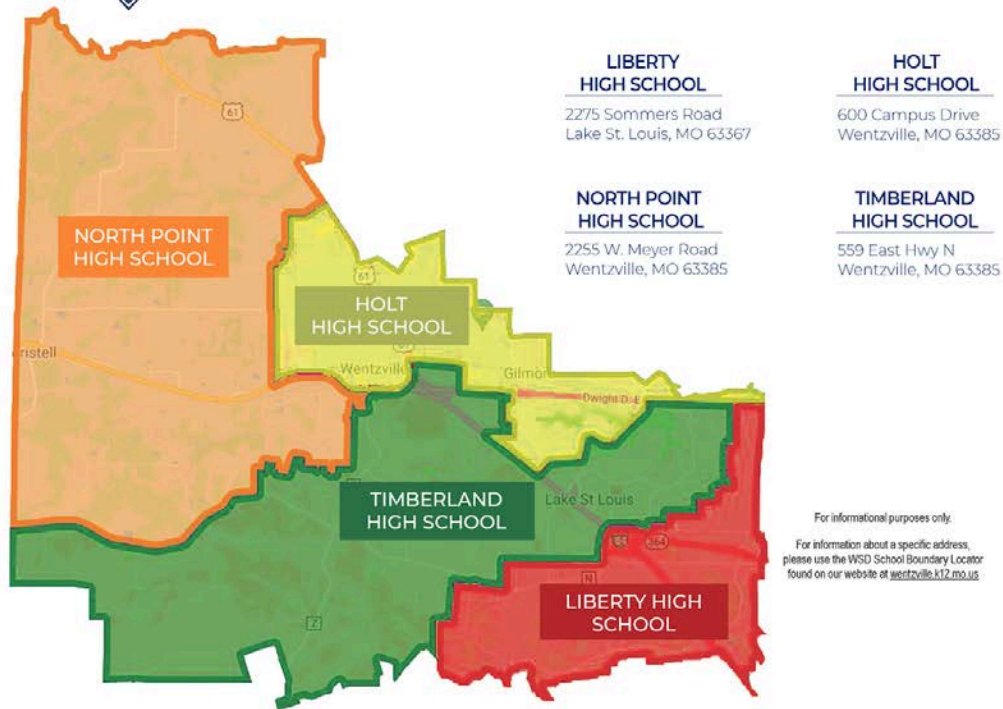 LIBERTY
HIGH SCHOOL
2275 Sommers Road
Lake St. Louis, MO 63367
HOLT
HIGH SCHOOL
600 Campus Drive
Wentzville, MO 63385
NORTH POINT
HIGH SCHOOL
2255 W. Meyer Road
Wentzville, MO 63385
TIMBERLAND
HIGH SCHOOL
559 East Hwy N
Wentzville, MO 63385
61
NORTH POINT
HIGH SCHOOL
61
HOLT
HIGH SCHOOL
ristell
Wentzville
Gilmor
Dwight D. E
TIMBERLAND
HIGH SCHOOL
Lake St Louis
364
N
Z
LIBERTY HIGH
SCHOOL
For informational purposes only.
For information about a specific address,
please use the WSD School Boundary Locator
found on our website at wentzville.k12.mo.us